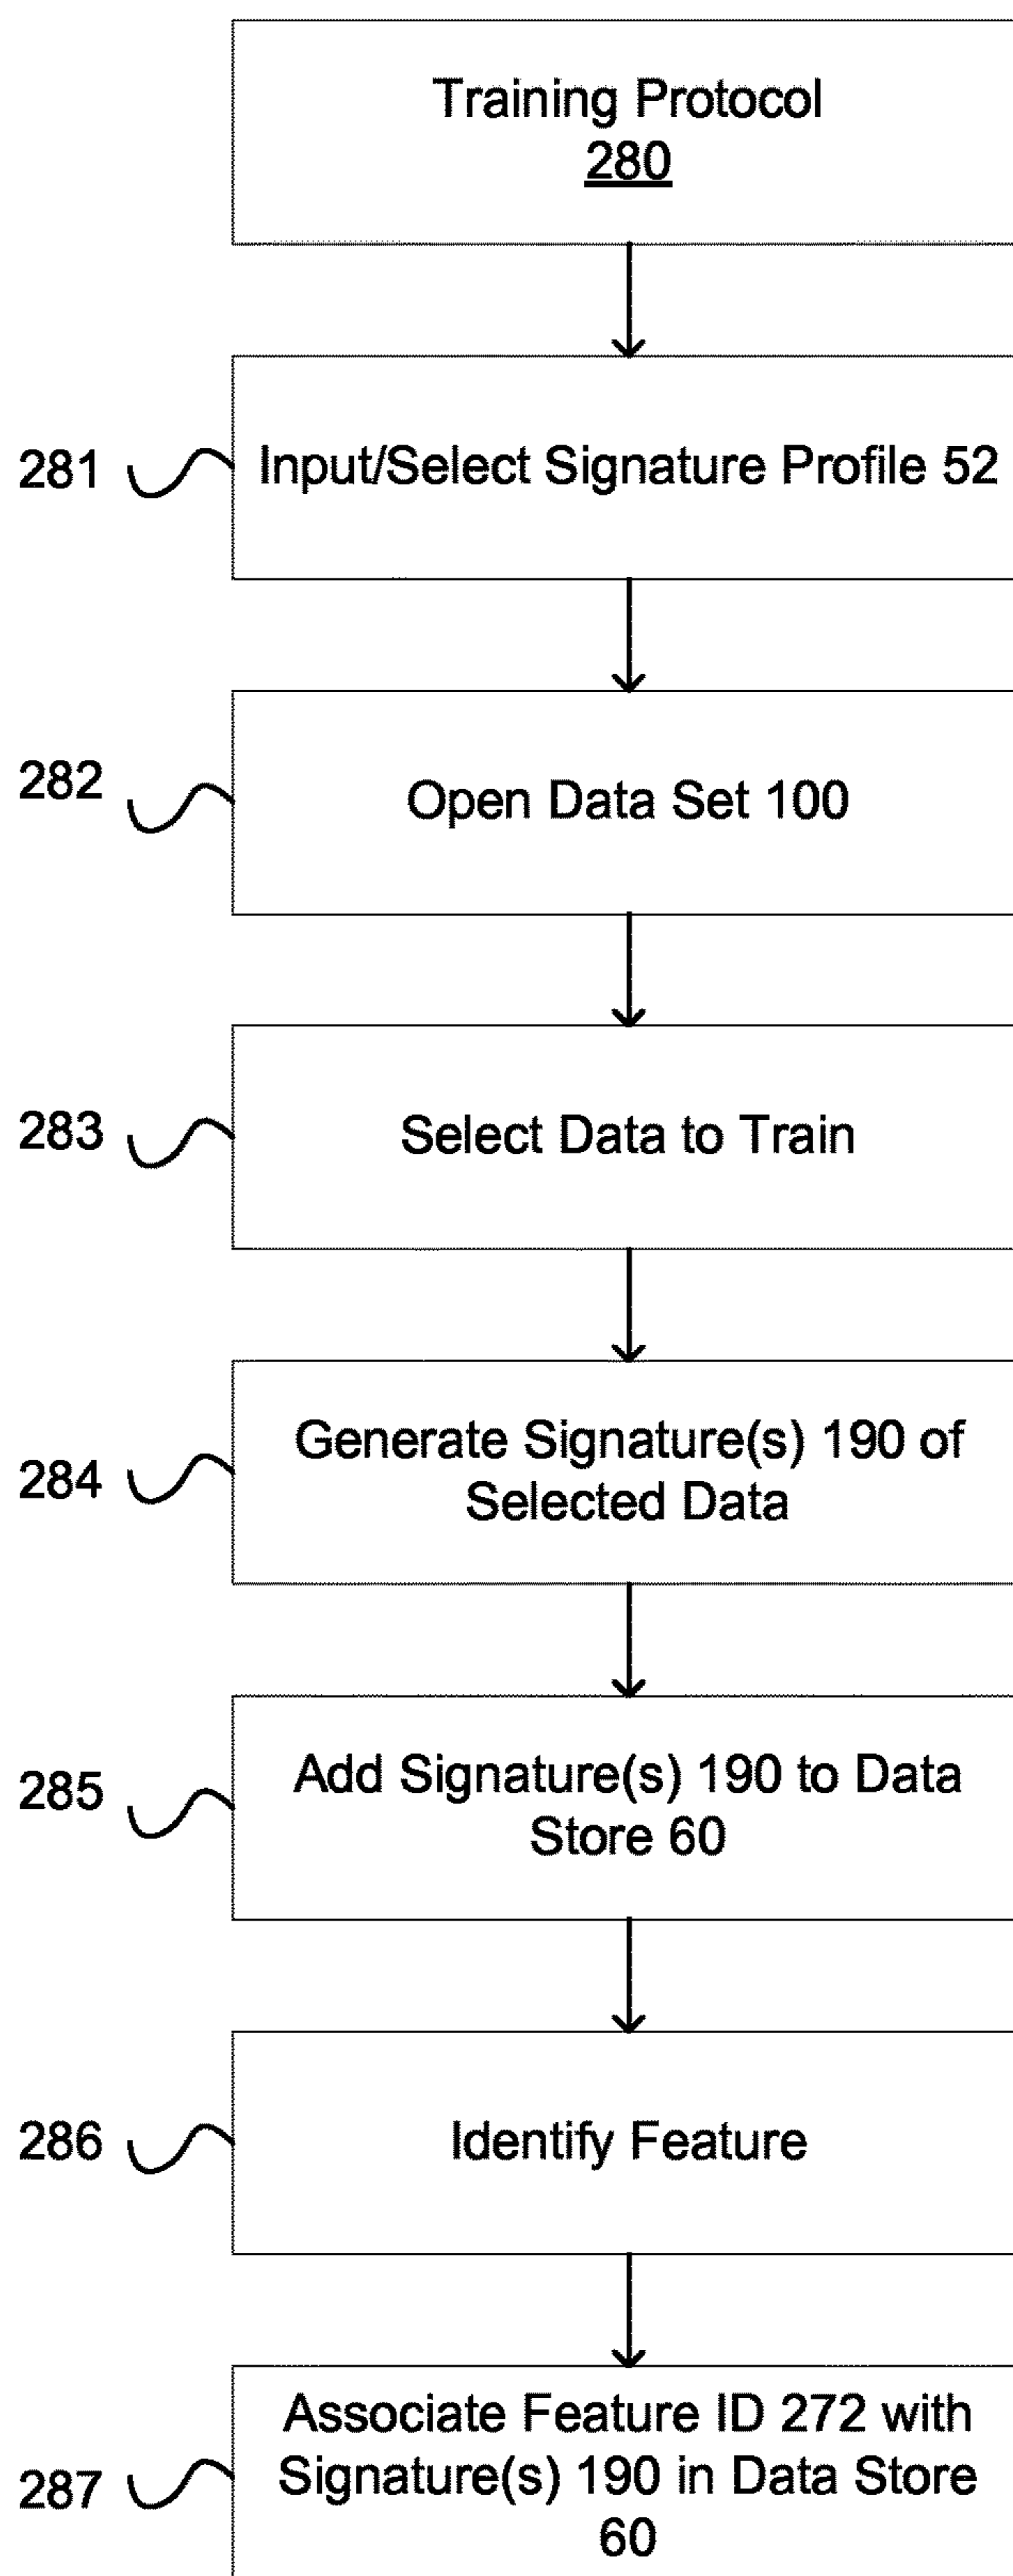 Training Protocol
280
281
Input/Select Signature Profile 52
282
Open Data Set 100
283
Select Data to Train
284
Generate Signature(s) 190 of
Selected Data
285
Add Signature(s) 190 to Data
Store 60
286
Identify Feature
287
Associate Feature ID 272 with
Signature(s) 190 in Data Store
60